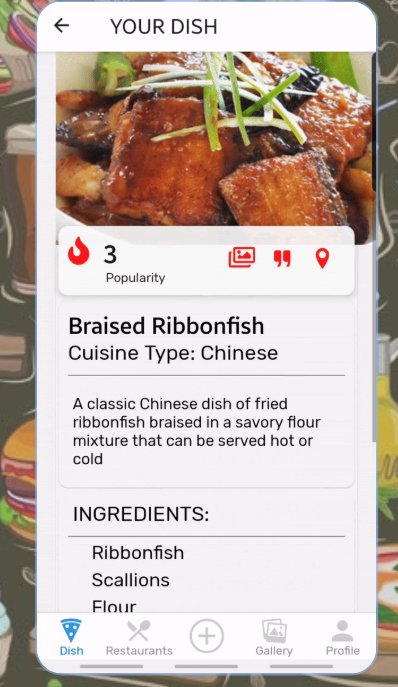 YOUR DISH
3
Popularity
Braised Ribbonfish
Cuisine Type: Chinese
A classic Chinese dish of fried
ribbonfish braised in a savory flour
mixture that can be served hot or
cold
INGREDIENTS:
Ribbonfish
Scallions
Flour
Dish
Restaurants
Gallery
Profile